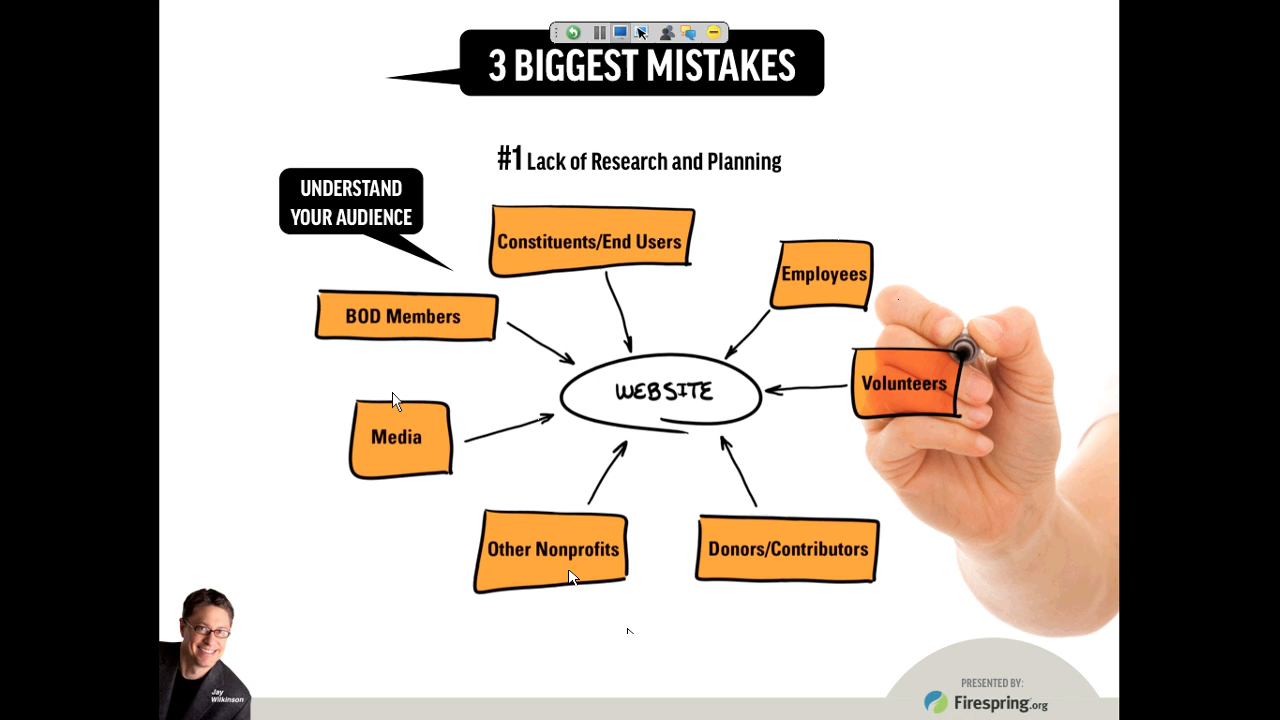 3 BIGGEST MISTAKES
#1 Lack of Research and Planning
UNDERSTAND
YOUR AUDIENCE
Constituents/End Users
Employees
BOD Members
Volunteers
WEBSITE
Media
Other Nonprofits
Donors/Contributors
Jay
Wilkinson
PRESENTED BY:
Firespring.org